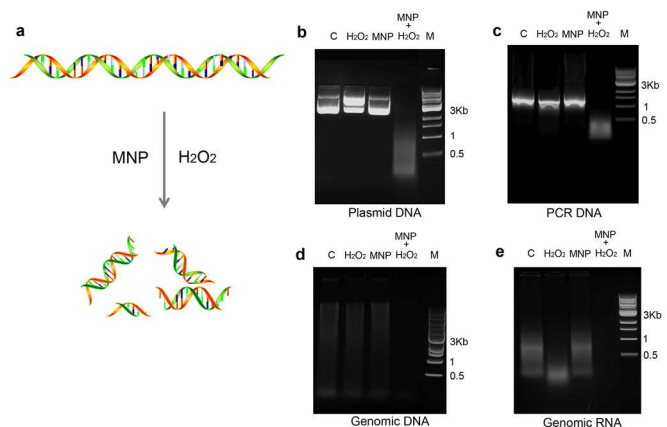 a
MNP H2O2
b
C H2O2 MNP MNP + H2O2 M
3Kb
1
0.5
Plasmid DNA
c
C H2O2 MNP MNP + H2O2 M
3Kb
1
0.5
PCR DNA
d
C H2O2 MNP MNP + H2O2 M
3Kb
1
0.5
Genomic DNA
e
C H2O2 MNP MNP + H2O2 M
3Kb
1
0.5
Genomic RNA